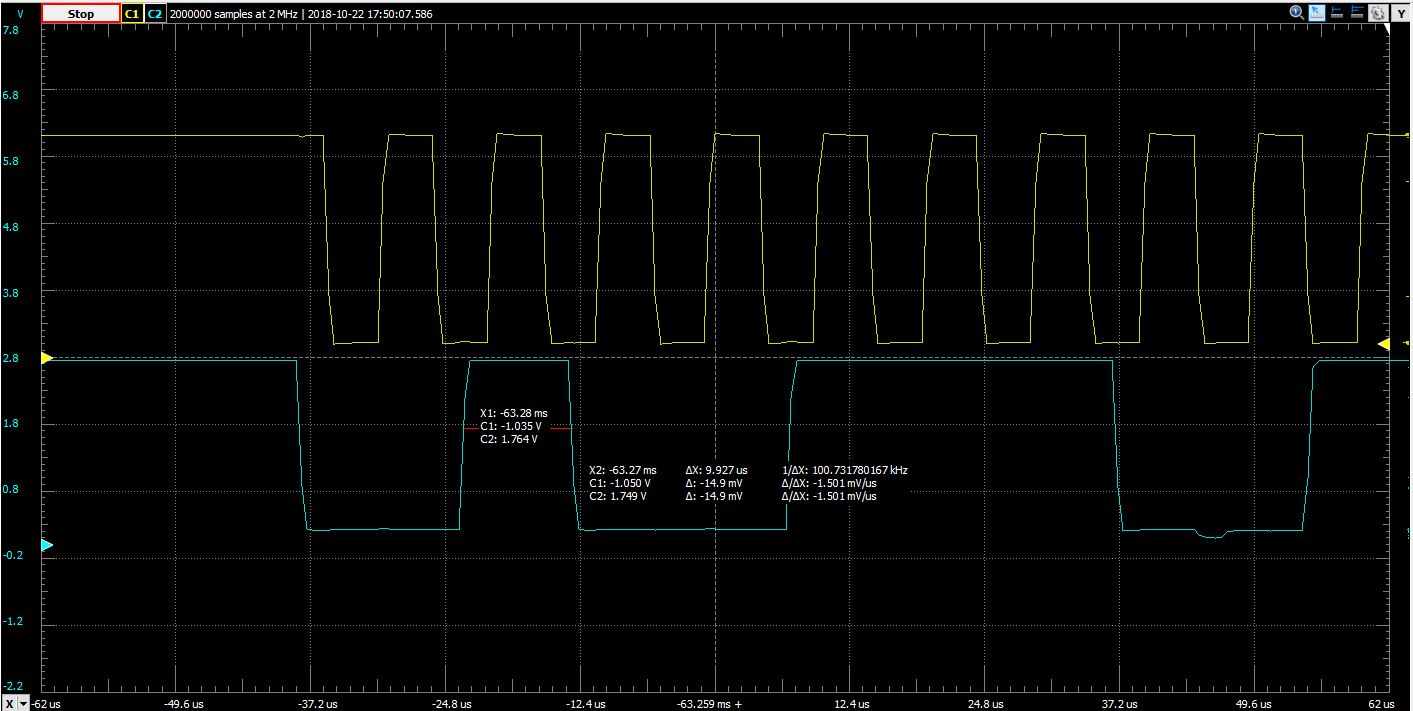 V Stop C1 C2 2000000 samples at 2 MHz | 2018-10-22 17:50:07.586 Y
7.8
6.8
5.8
4.8
3.8
2.8
X1: -63.28 ms
C1: -1.035 V
1.8
C2: 1.764 V
X2: -63.27 ms ΔX: 9.927 us 1/ΔX: 100.731780167 kHz
C1: -1.050 V Δ: -14.9 mV Δ/ΔX: -1.501 mV/us
0.8
C2: 1.749 V Δ: -14.9 mV Δ/ΔX: -1.501 mV/us
-0.2
-1.2
-2.2
X -62 us -49.6 us -37.2 us -24.8 us -12.4 us -63.259 ms + 12.4 us 24.8 us 37.2 us 49.6 us 62 us